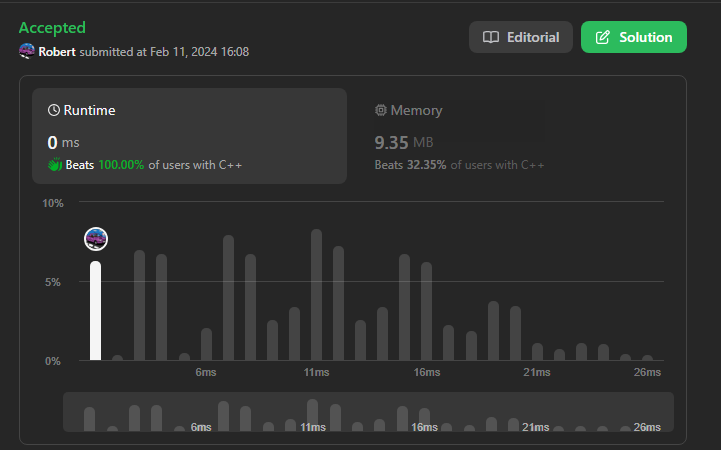 Accepted
Editorial
Solution
Robert submitted at Feb 11, 2024 16:08
Runtime
Memory
0 ms
9.35 MB
Beats 100.00% of users with C++
Beats 32.35% of users with C++
10%
5%
0%
6ms 11ms 16ms 21ms 26ms
6ms 11ms 16ms 21ms 26ms